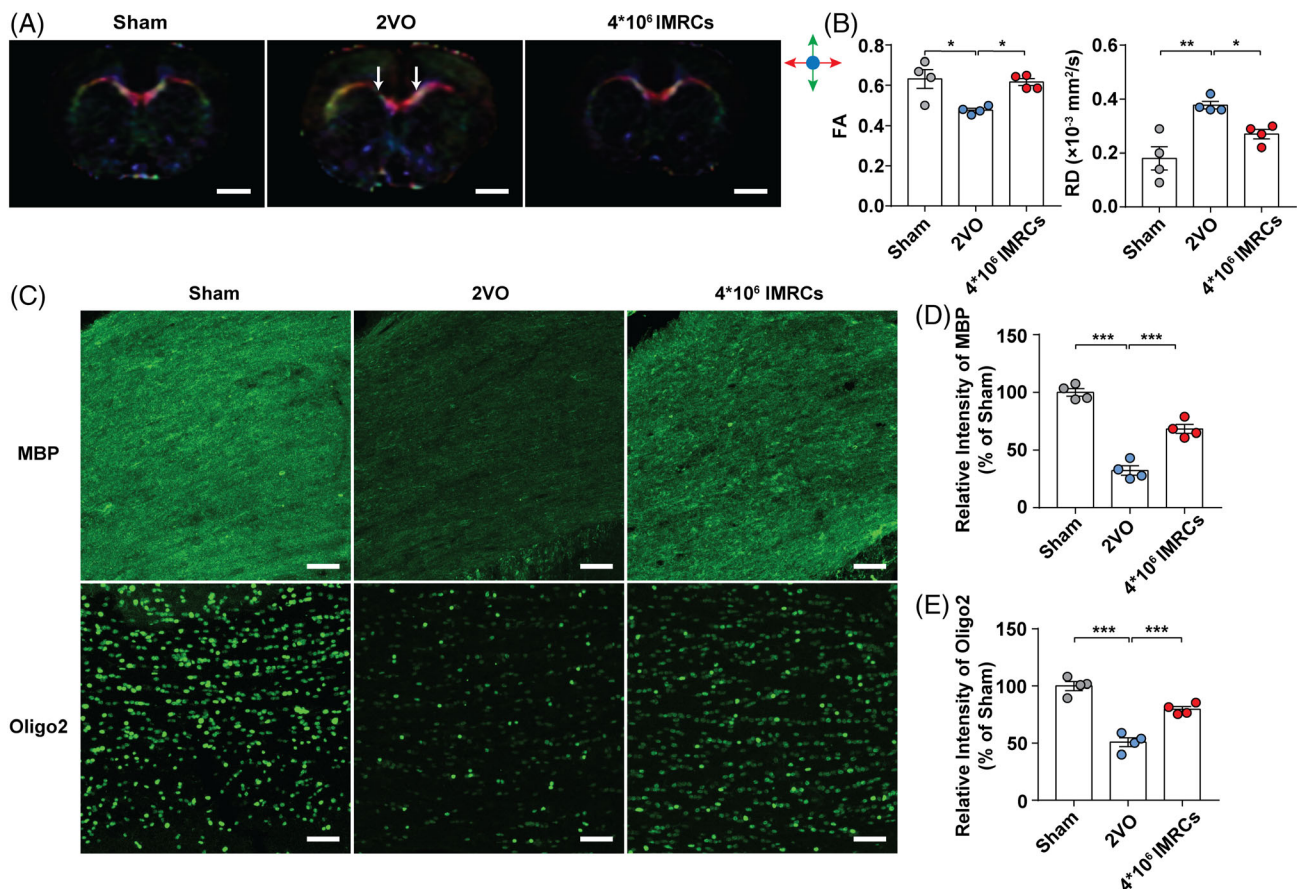 (A)
Sham
2VO
4*10⁶ IMRCs
(B)
FA
0.8
0.6
0.4
0.2
0.0
*
*
Sham
2VO
4*10⁶ IMRCs
RD (×10⁻³ mm²/s)
0.6
0.4
0.2
0.0
**
*
Sham
2VO
4*10⁶ IMRCs
(C)
Sham
2VO
4*10⁶ IMRCs
MBP
Oligo2
(D)
Relative Intensity of MBP
(% of Sham)
150
100
50
0
***
***
Sham
2VO
4*10⁶ IMRCs
(E)
Relative Intensity of Oligo2
(% of Sham)
150
100
50
0
***
***
Sham
2VO
4*10⁶ IMRCs